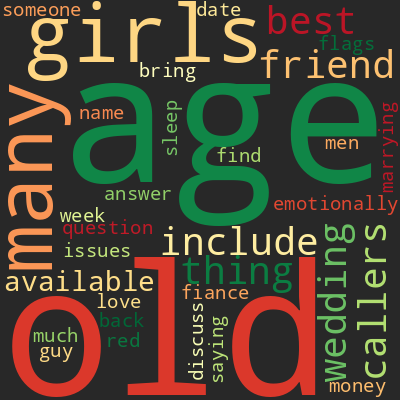 someone
date
girls
best
flags
friend
bring
many
age
name
sleep
men
marrying
find
answer
emotionally
week
question
include
issues
wedding
callers
available
thing
love
fiance
old
back
red
much
guy
discuss
saying
money